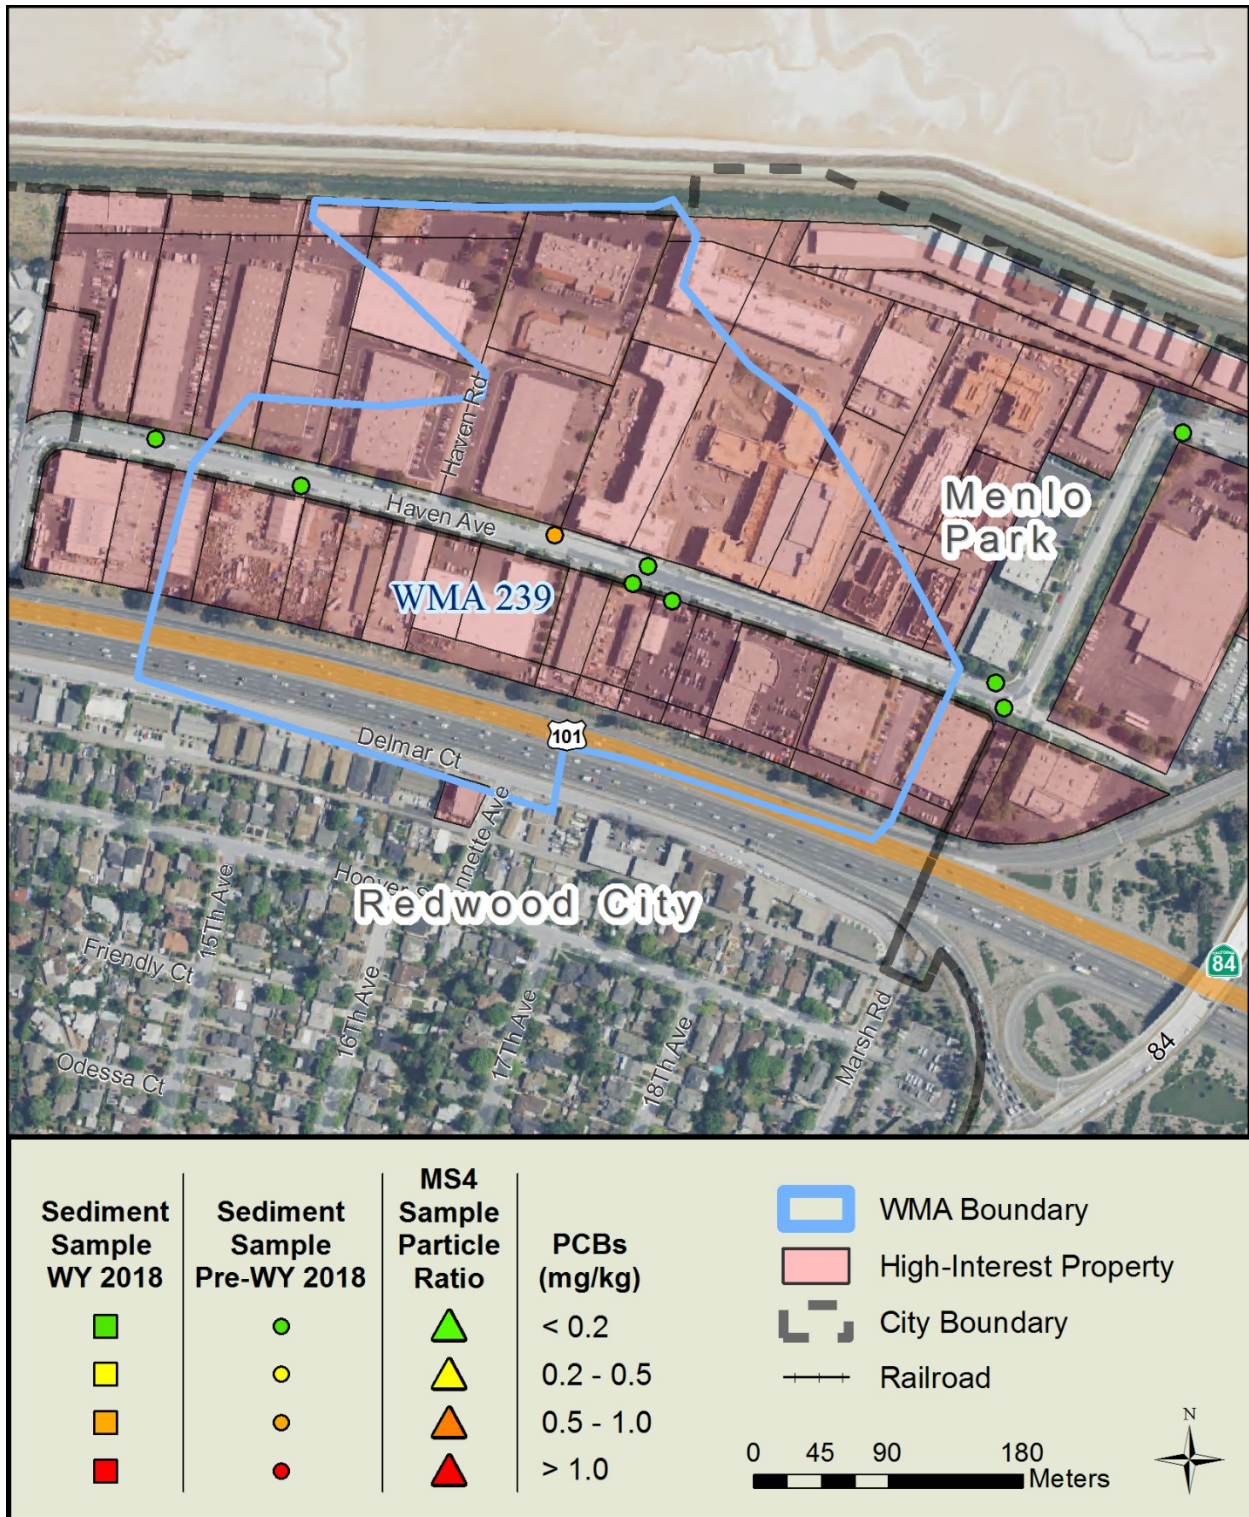 Haven Rd
Haven Ave
Menlo
Park
WMA 239
101
Delmar Ct
Redwood City
15Th Ave
Friendly Ct
16Th Ave
17Th Ave
18Th Ave
Marsh Rd
Odessa Ct
84
CALIFORNIA
84
Sediment
Sample
WY 2018
Sediment
Sample
Pre-WY 2018
MS4
Sample
Particle
Ratio
PCBs
(mg/kg)
< 0.2
0.2 - 0.5
0.5 - 1.0
> 1.0
WMA Boundary
High-Interest Property
City Boundary
Railroad
N
0 45 90 180
Meters